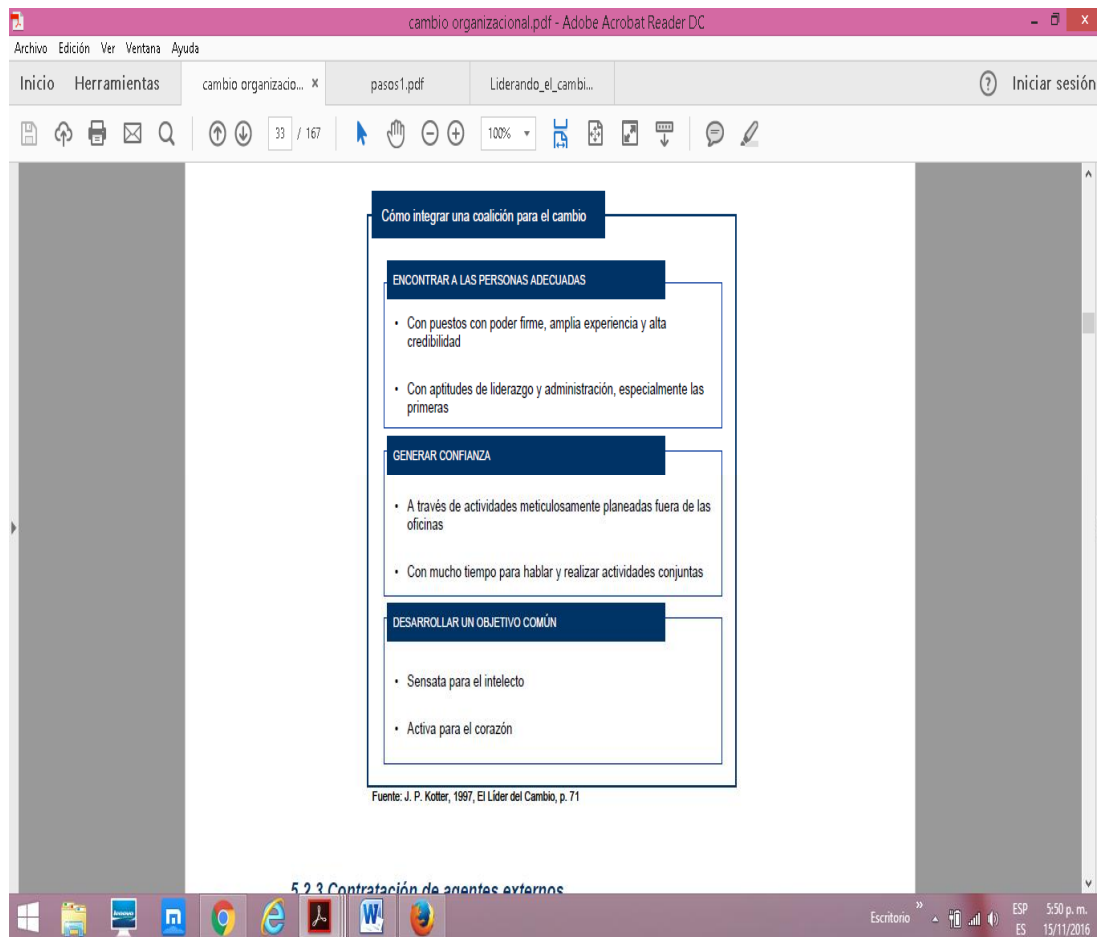 cambio organizacional.pdf - Adobe Acrobat Reader DC
Archivo Edición Ver Ventana Ayuda
Inicio Herramientas cambio organizacio... x pasos1.pdf Liderando_el_cambi... ? Iniciar sesión
33 / 167 100%
Cómo integrar una coalición para el cambio
ENCONTRAR A LAS PERSONAS ADECUADAS
• Con puestos con poder firme, amplia experiencia y alta
credibilidad
• Con aptitudes de liderazgo y administración, especialmente las
primeras
GENERAR CONFIANZA
• A través de actividades meticulosamente planeadas fuera de las
oficinas
• Con mucho tiempo para hablar y realizar actividades conjuntas
DESARROLLAR UN OBJETIVO COMÚN
• Sensata para el intelecto
• Activa para el corazón
Fuente: J. P. Kotter, 1997, El Líder del Cambio, p. 71
5.2.3 Contratación de agentes externos
Escritorio » ESP 5:50 p. m.
ES 15/11/2016